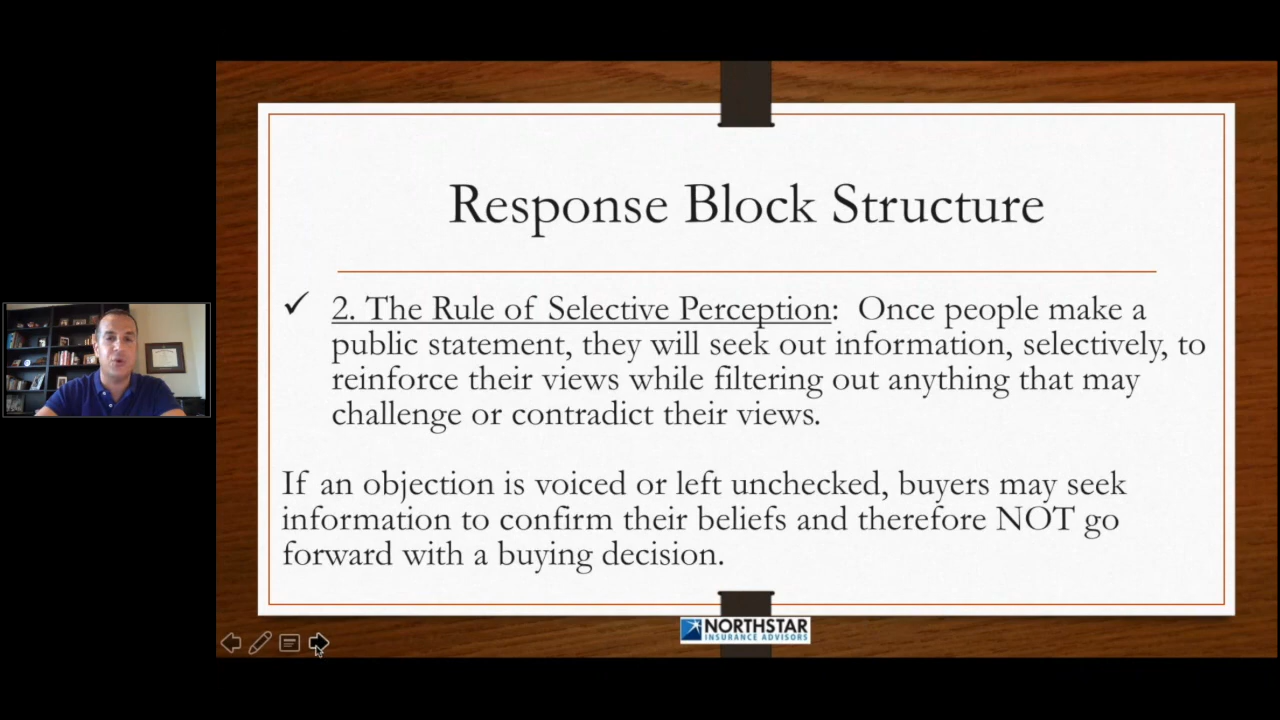 Response Block Structure
✓ 2. The Rule of Selective Perception: Once people make a
public statement, they will seek out information, selectively, to
reinforce their views while filtering out anything that may
challenge or contradict their views.
If an objection is voiced or left unchecked, buyers may seek
information to confirm their beliefs and therefore NOT go
forward with a buying decision.
NORTHSTAR
INSURANCE ADVISORS